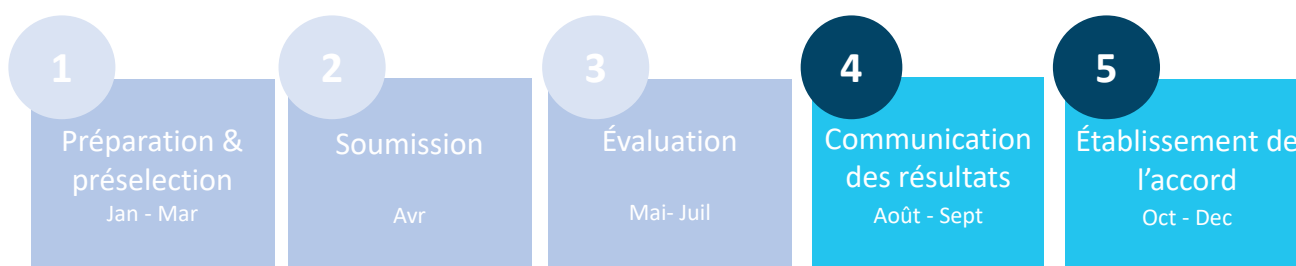 1
Préparation &
préselection
Jan - Mar
2
Soumission
Avr
3
Évaluation
Mai- Juil
4
Communication
des résultats
Août - Sept
5
Établissement de
l’accord
Oct - Dec